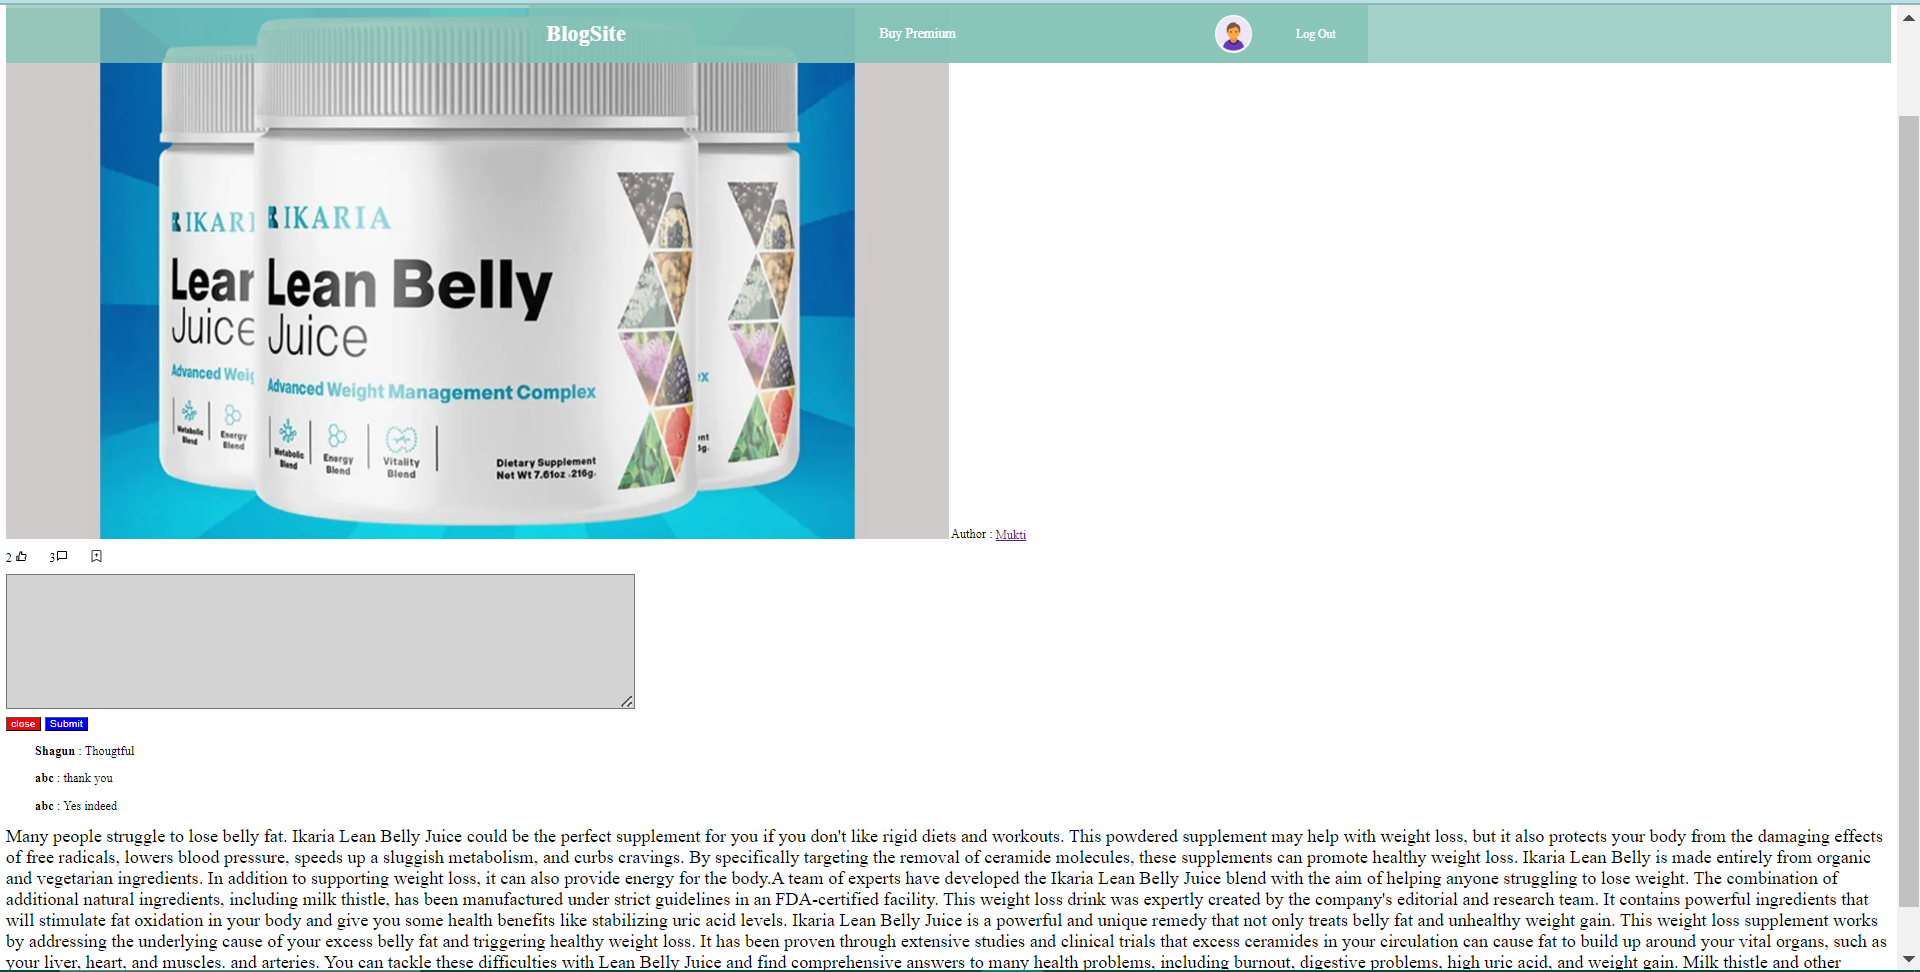 BlogSite
Buy Premium
Log Out
IKARI
IKARIA
Lean Belly
Juice
Juice
Advanced Weight Management Complex
Metabolic
Blend
Energy
Blend
Metabolic
Blend
Energy
Blend
Vitality
Blend
Dietary Supplement
Net Wt 7.61oz .216g.
Author : Mukti
2
3
close Submit
Shagun : Thougtful
abc : thank you
abc : Yes indeed
Many people struggle to lose belly fat. Ikaria Lean Belly Juice could be the perfect supplement for you if you don't like rigid diets and workouts. This powdered supplement may help with weight loss, but it also protects your body from the damaging effects
of free radicals, lowers blood pressure, speeds up a sluggish metabolism, and curbs cravings. By specifically targeting the removal of ceramide molecules, these supplements can promote healthy weight loss. Ikaria Lean Belly is made entirely from organic
and vegetarian ingredients. In addition to supporting weight loss, it can also provide energy for the body.A team of experts have developed the Ikaria Lean Belly Juice blend with the aim of helping anyone struggling to lose weight. The combination of
additional natural ingredients, including milk thistle, has been manufactured under strict guidelines in an FDA-certified facility. This weight loss drink was expertly created by the company's editorial and research team. It contains powerful ingredients that
will stimulate fat oxidation in your body and give you some health benefits like stabilizing uric acid levels. Ikaria Lean Belly Juice is a powerful and unique remedy that not only treats belly fat and unhealthy weight gain. This weight loss supplement works
by addressing the underlying cause of your excess belly fat and triggering healthy weight loss. It has been proven through extensive studies and clinical trials that excess ceramides in your circulation can cause fat to build up around your vital organs, such as
your liver, heart, and muscles. and arteries. You can tackle these difficulties with Lean Belly Juice and find comprehensive answers to many health problems, including burnout, digestive problems, high uric acid, and weight gain. Milk thistle and other